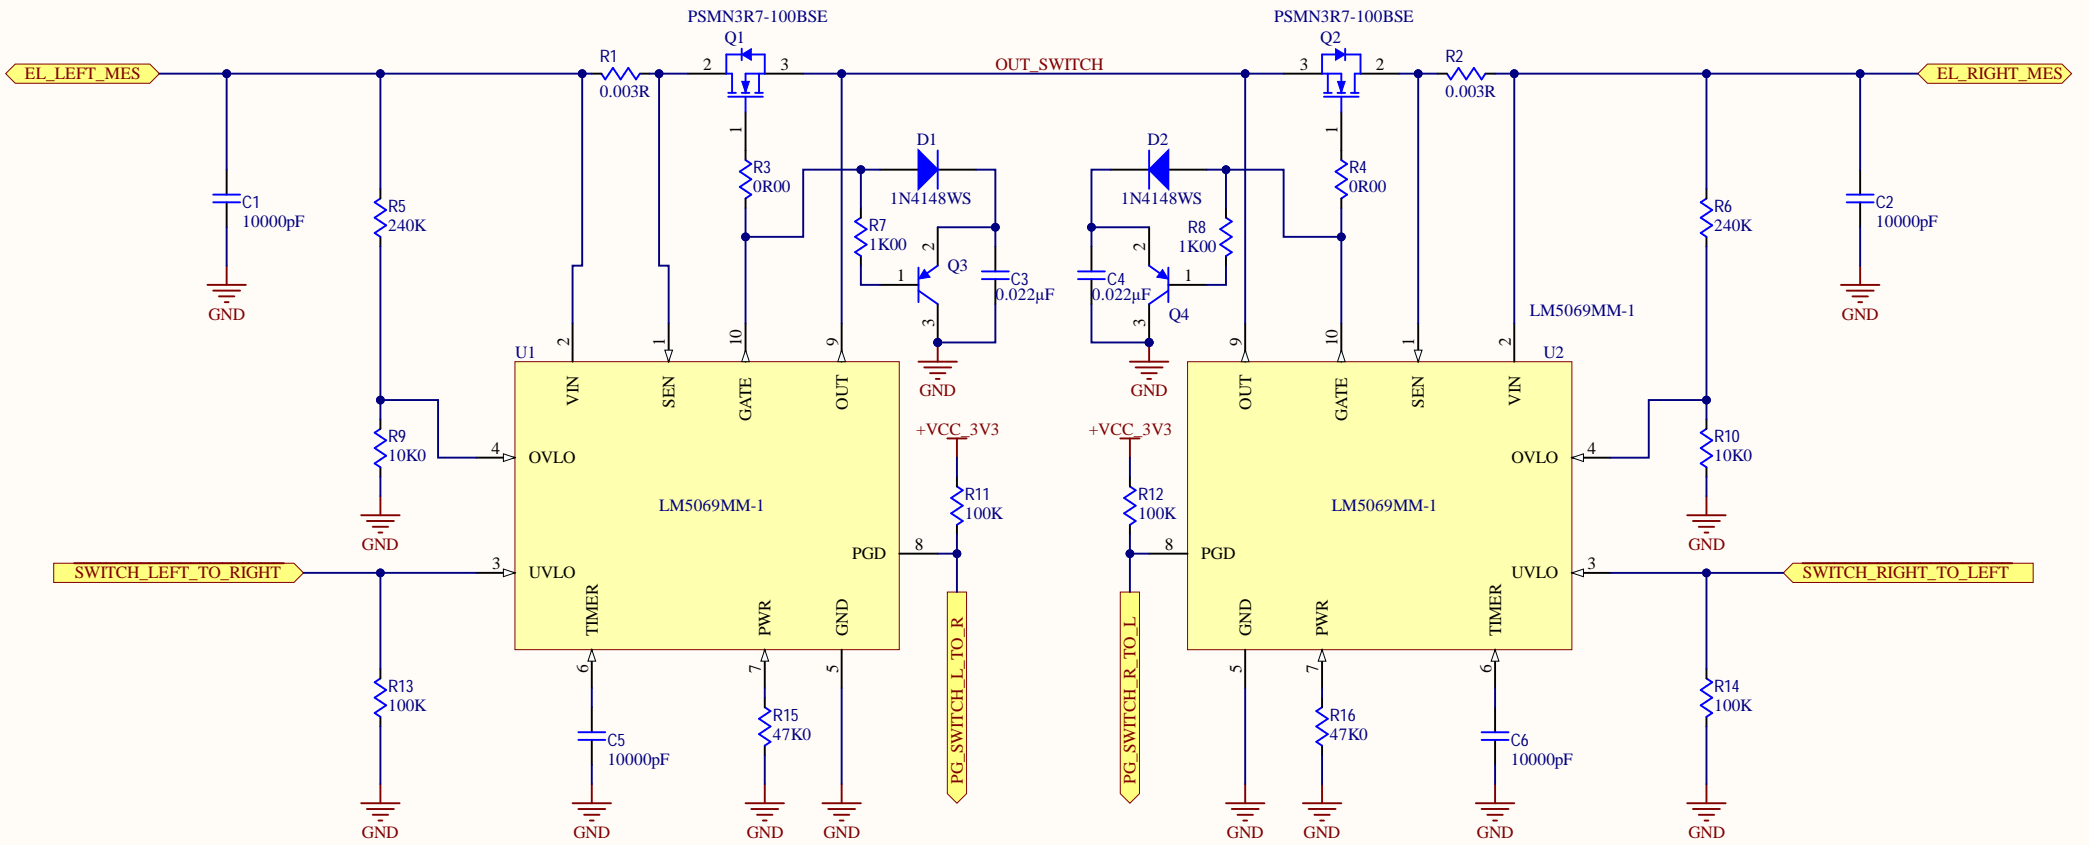 PSMN3R7-100BSE
PSMN3R7-100BSE
Q1
Q2
EL_LEFT_MES
R1
0.003R
2
3
OUT_SWITCH
3
2
R2
0.003R
EL_RIGHT_MES
1
1
D1
1N4148WS
D2
1N4148WS
R3
0R00
R4
0R00
C1
10000pF
R5
240K
R7
1K00
R8
1K00
R6
240K
C2
10000pF
2
1
Q3
3
C3
0.022µF
C4
0.022µF
2
1
Q4
3
GND
GND
LM5069MM-1
U1
2
1
10
9
GND
GND
9
10
1
2
U2
VIN
SEN
GATE
OUT
OUT
GATE
SEN
VIN
R9
10K0
4
OVLO
+VCC_3V3
+VCC_3V3
OVLO
4
R10
10K0
LM5069MM-1
R11
100K
R12
100K
LM5069MM-1
GND
GND
PGD
8
8
PGD
SWITCH_LEFT_TO_RIGHT
3
UVLO
UVLO
3
SWITCH_RIGHT_TO_LEFT
TIMER
PWR
GND
GND
PWR
TIMER
6
7
5
5
7
6
PG_SWITCH_L_TO_R
PG_SWITCH_R_TO_L
R13
100K
C5
10000pF
R15
47K0
R16
47K0
C6
10000pF
R14
100K
GND
GND
GND
GND
GND
GND
GND
GND